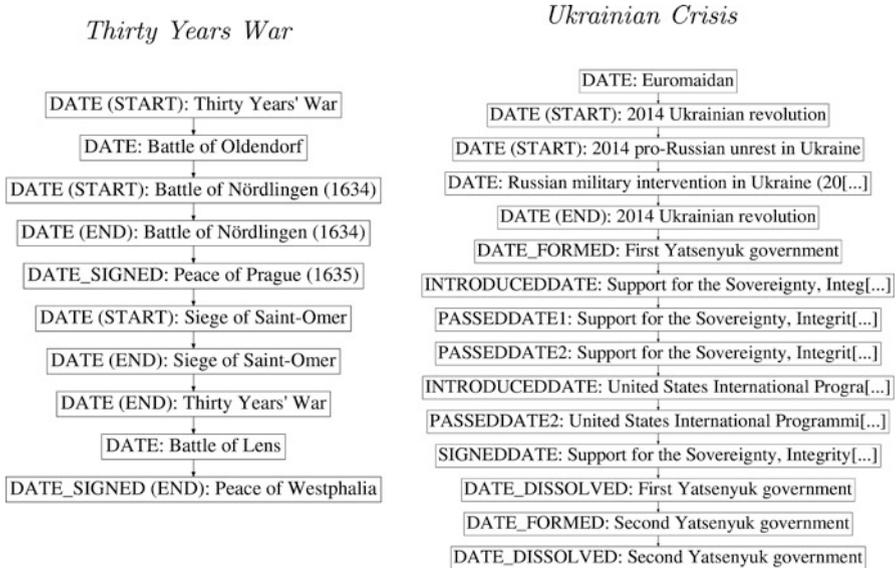 Thirty Years War
DATE (START): Thirty Years' War
DATE: Battle of Oldendorf
DATE (START): Battle of Nördlingen (1634)
DATE (END): Battle of Nördlingen (1634)
DATE_SIGNED: Peace of Prague (1635)
DATE (START): Siege of Saint-Omer
DATE (END): Siege of Saint-Omer
DATE (END): Thirty Years' War
DATE: Battle of Lens
DATE_SIGNED (END): Peace of Westphalia
Ukrainian Crisis
DATE: Euromaidan
DATE (START): 2014 Ukrainian revolution
DATE (START): 2014 pro-Russian unrest in Ukraine
DATE: Russian military intervention in Ukraine (20[...]
DATE (END): 2014 Ukrainian revolution
DATE_FORMED: First Yatsenyuk government
INTRODUCEDDATE: Support for the Sovereignty, Integ[...]
PASSEDDATE1: Support for the Sovereignty, Integrit[...]
PASSEDDATE2: Support for the Sovereignty, Integrit[...]
INTRODUCEDDATE: United States International Progra[...]
PASSEDDATE2: United States International Programmi[...]
SIGNEDDATE: Support for the Sovereignty, Integrity[...]
DATE_DISSOLVED: First Yatsenyuk government
DATE_FORMED: Second Yatsenyuk government
DATE_DISSOLVED: Second Yatsenyuk government